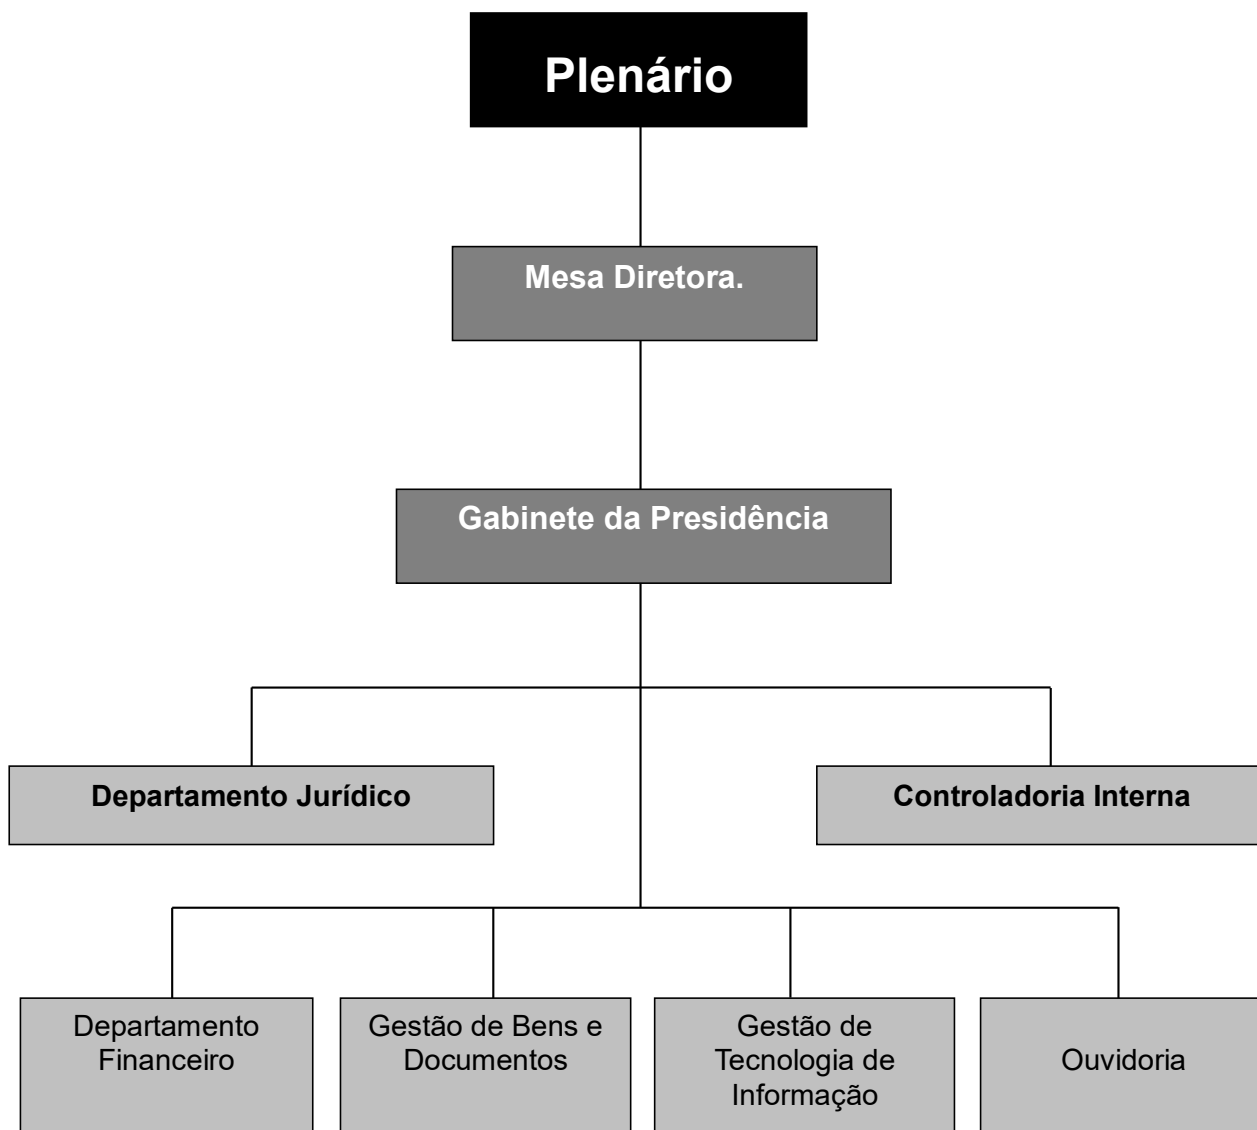 Plenário
Mesa Diretora.
Gabinete da Presidência
Departamento Jurídico
Controladoria Interna
Departamento
Financeiro
Gestão de Bens e
Documentos
Gestão de
Tecnologia de
Informação
Ouvidoria